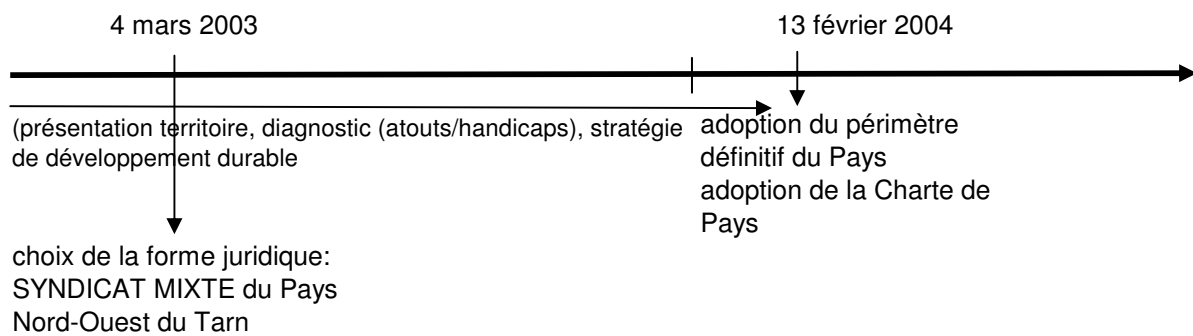 4 mars 2003
13 février 2004
(présentation territoire, diagnostic (atouts/handicaps), stratégie
de développement durable
adoption du périmètre
définitif du Pays
adoption de la Charte de
Pays
choix de la forme juridique:
SYNDICAT MIXTE du Pays
Nord-Ouest du Tarn